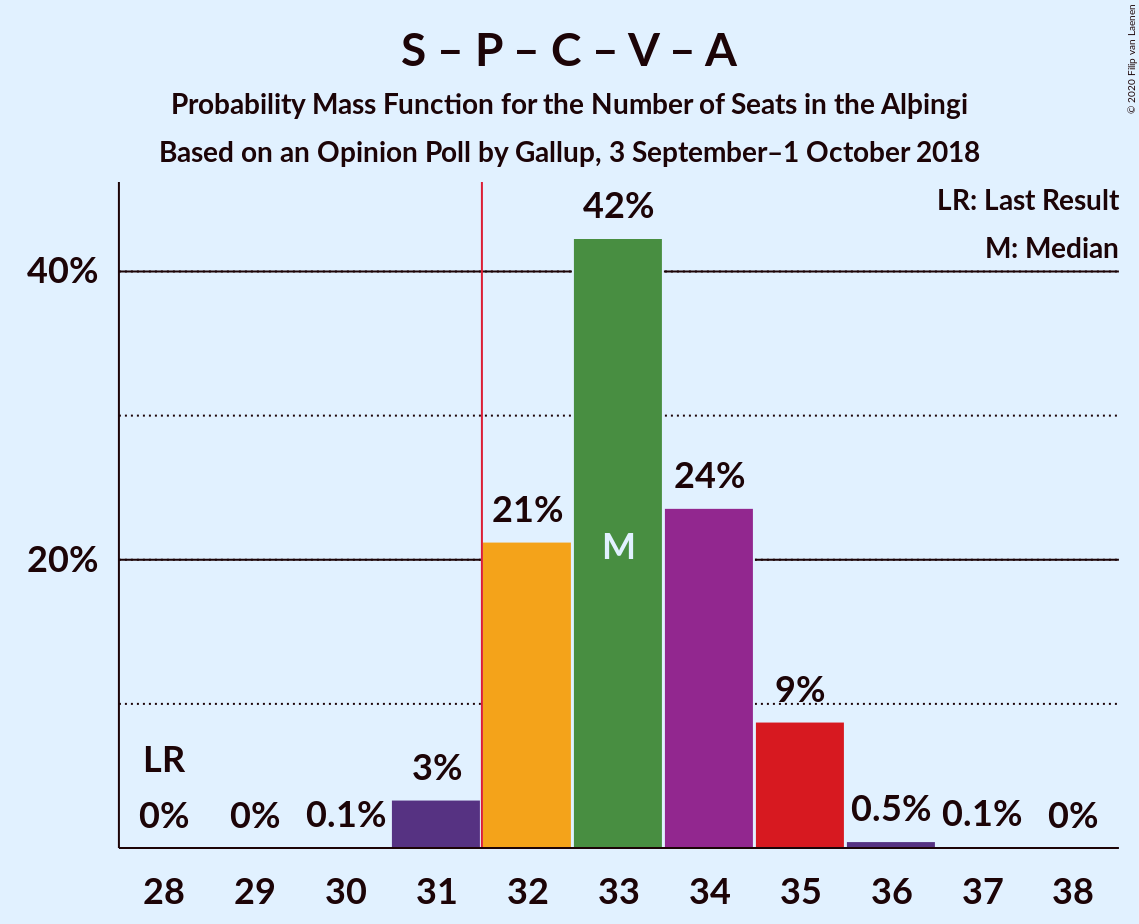 S – P – C – V – A
Probability Mass Function for the Number of Seats in the Alþingi
Based on an Opinion Poll by Gallup, 3 September–1 October 2018
© 2020 Filip van Laenen
LR: Last Result
M: Median
42%
40%
24%
21%
M
20%
9%
LR
3%
0% 0% 0.1% 0.5% 0.1% 0%
28 29 30 31 32 33 34 35 36 37 38